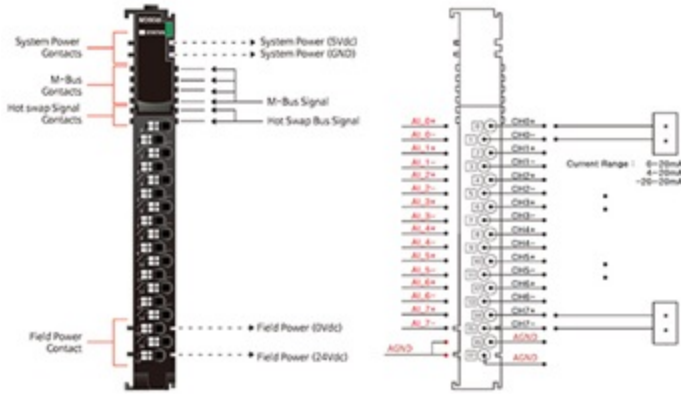 System Power
Contacts
System Power (5Vdc)
System Power (GND)
M-Bus
Contacts
M-Bus Signal
Hot swap Signal
Contacts
Hot Swap Bus Signal
Field Power
Contact
Field Power (0Vdc)
Field Power (24Vdc)
AI_0+
AI_0-
AI_1+
AI_1-
AI_2+
AI_2-
AI_3+
AI_3-
AI_4+
AI_4-
AI_5+
AI_5-
AI_6+
AI_6-
AI_7+
AI_7-
AGND
CH0+
CH0-
CH1+
CH1-
CH2+
CH2-
CH3+
CH3-
CH4+
CH4-
CH5+
CH5-
CH6+
CH6-
CH7+
CH7-
AGND
AGND
Current Range : 0~20mA
4~20mA
-20~20mA